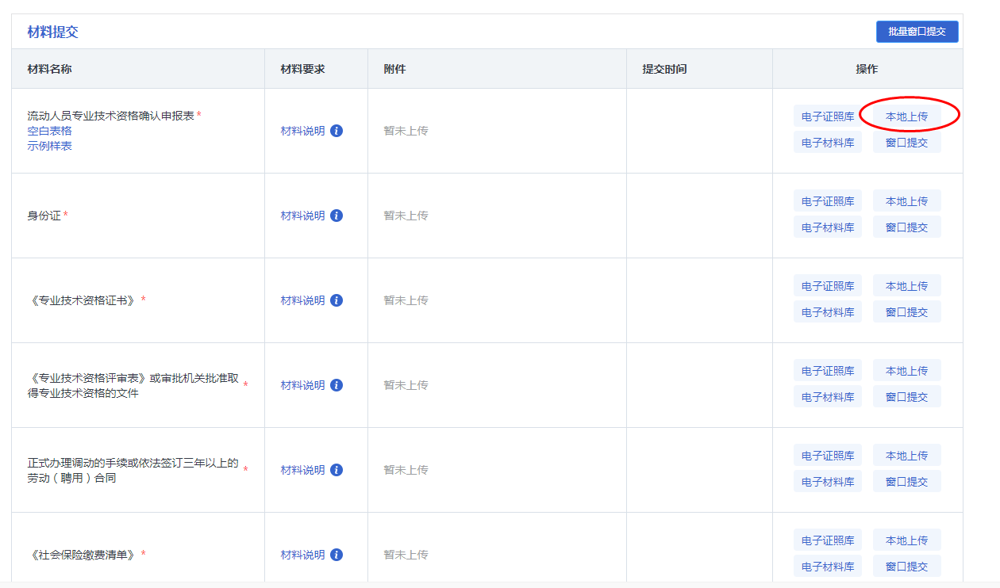 材料提交
批量窗口提交
材料名称 材料要求 附件 提交时间 操作
流动人员专业技术资格确认申报表*
空白表格
示例样表
材料说明 i
暂未上传
电子证照库 本地上传
电子材料库 窗口提交
身份证*
材料说明 i
暂未上传
电子证照库 本地上传
电子材料库 窗口提交
《专业技术资格证书》*
材料说明 i
暂未上传
电子证照库 本地上传
电子材料库 窗口提交
《专业技术资格评审表》或审批机关批准取
得专业技术资格的文件
*
材料说明 i
暂未上传
电子证照库 本地上传
电子材料库 窗口提交
正式办理调动的手续或依法签订三年以上的
劳动（聘用）合同
*
材料说明 i
暂未上传
电子证照库 本地上传
电子材料库 窗口提交
《社会保险缴费清单》*
材料说明 i
暂未上传
电子证照库 本地上传
电子材料库 窗口提交